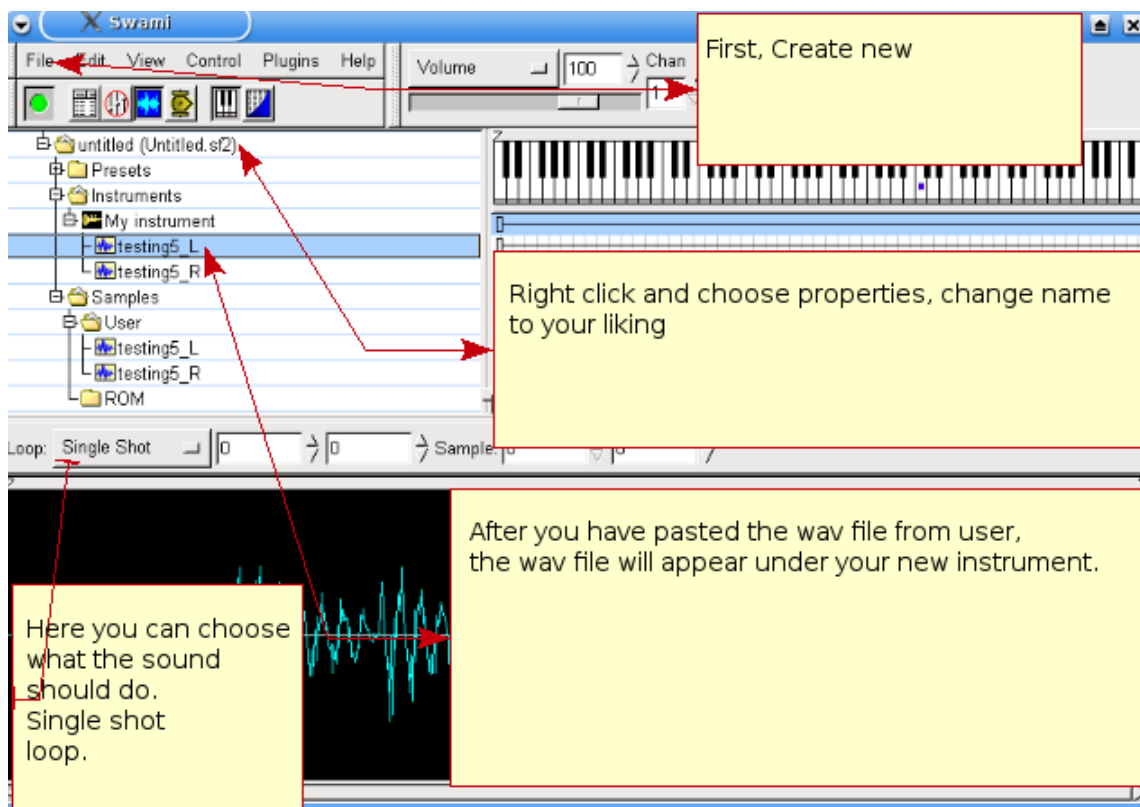 Swami
File Edit View Control Plugins Help
Volume 100 Chan
1
First, Create new
untitled (Untitled.sf2)
Presets
Instruments
My instrument
testing5_L
testing5_R
Samples
User
testing5_L
testing5_R
ROM
Right click and choose properties, change name
to your liking
Loop: Single Shot 0 0 Sample:
After you have pasted the wav file from user,
the wav file will appear under your new instrument.
Here you can choose
what the sound
should do.
Single shot
loop.